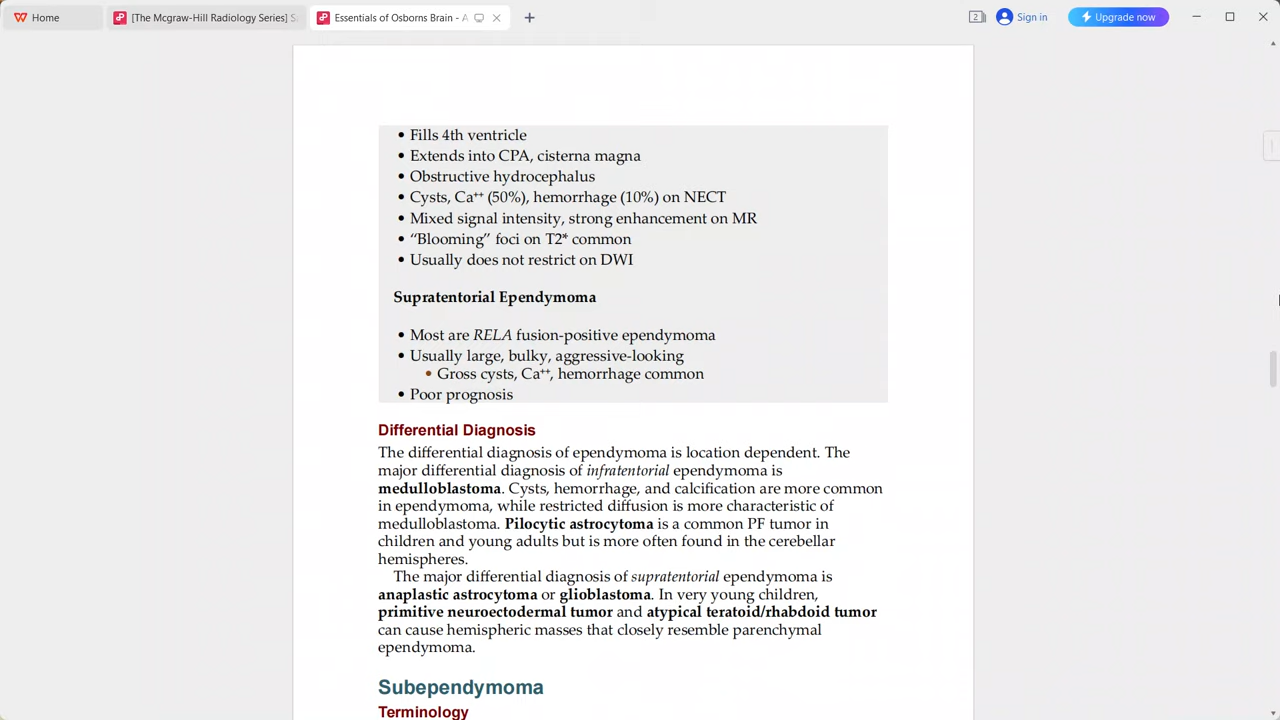 Home
[The Mcgraw-Hill Radiology Series] S
Essentials of Osborns Brain - A
2
Sign in
Upgrade now
• Fills 4th ventricle
• Extends into CPA, cisterna magna
• Obstructive hydrocephalus
• Cysts, Ca⁺⁺ (50%), hemorrhage (10%) on NECT
• Mixed signal intensity, strong enhancement on MR
• “Blooming” foci on T2* common
• Usually does not restrict on DWI
Supratentorial Ependymoma
• Most are RELA fusion-positive ependymoma
• Usually large, bulky, aggressive-looking
• Gross cysts, Ca⁺⁺, hemorrhage common
• Poor prognosis
Differential Diagnosis
The differential diagnosis of ependymoma is location dependent. The
major differential diagnosis of infratentorial ependymoma is
medulloblastoma. Cysts, hemorrhage, and calcification are more common
in ependymoma, while restricted diffusion is more characteristic of
medulloblastoma. Pilocytic astrocytoma is a common PF tumor in
children and young adults but is more often found in the cerebellar
hemispheres.
The major differential diagnosis of supratentorial ependymoma is
anaplastic astrocytoma or glioblastoma. In very young children,
primitive neuroectodermal tumor and atypical teratoid/rhabdoid tumor
can cause hemispheric masses that closely resemble parenchymal
ependymoma.
Subependymoma
Terminology